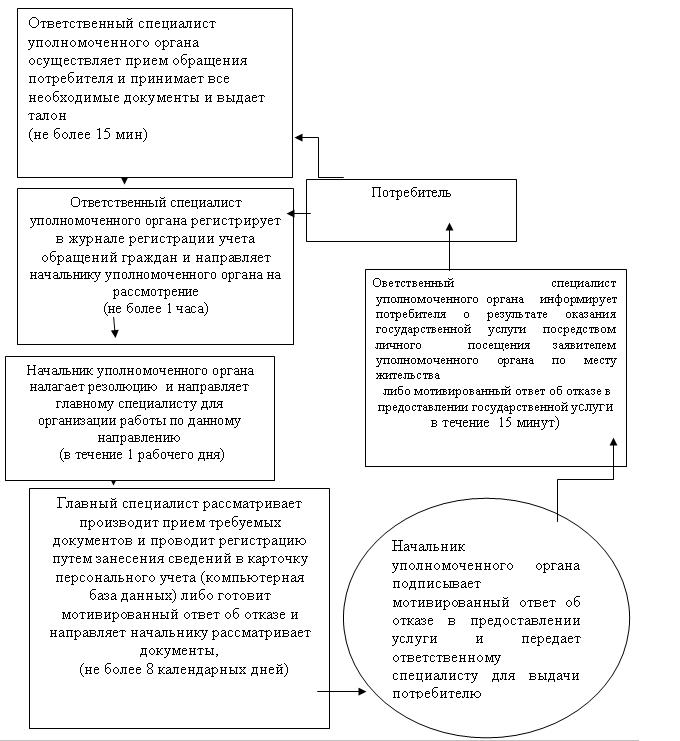 Ответственный специалист
уполномоченного органа
осуществляет прием обращения
потребителя и принимает все
необходимые документы и выдает
талон
(не более 15 мин)
Потребитель
Ответственный специалист
уполномоченного органа регистрирует
в журнале регистрации учета
обращений граждан и направляет
начальнику уполномоченного органа на
рассмотрение
(не более 1 часа)
Начальник уполномоченного органа
налагает резолюцию и направляет
главному специалисту для
организации работы по данному
направлению
(в течение 1 рабочего дня)
Главный специалист рассматривает
производит прием требуемых
документов и проводит регистрацию
путем занесения сведений в карточку
персонального учета (компьютерная
база данных) либо готовит
мотивированный ответ об отказе и
направляет начальнику рассматривает
документы,
(не более 8 календарных дней)
Начальник
уполномоченного органа
подписывает
мотивированный ответ об
отказе в предоставлении
услуги и передает
ответственному
специалисту для выдачи
потребителю
Оветственный специалист
уполномоченного органа информирует
потребителя о результате оказания
государственной услуги посредством
личного посещения заявителем
уполномоченного органа по месту
жительства
либо мотивированный ответ об отказе в
предоставлении государственной услуги
в течение 15 минут)